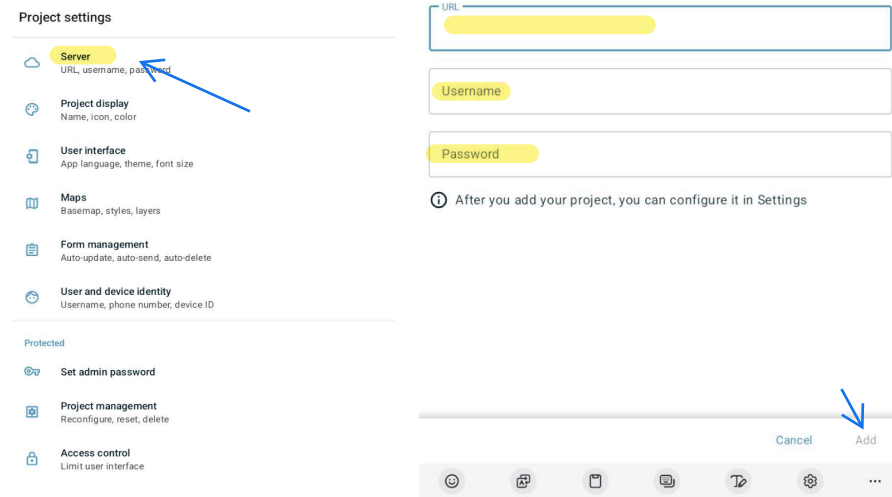 Project settings
Server
URL, username, password
Project display
Name, icon, color
User interface
App language, theme, font size
Maps
Basemap, styles, layers
Form management
Auto-update, auto-send, auto-delete
User and device identity
Username, phone number, device ID
Protected
Set admin password
Project management
Reconfigure, reset, delete
Access control
Limit user interface
URL
Username
Password
After you add your project, you can configure it in Settings
Cancel Add